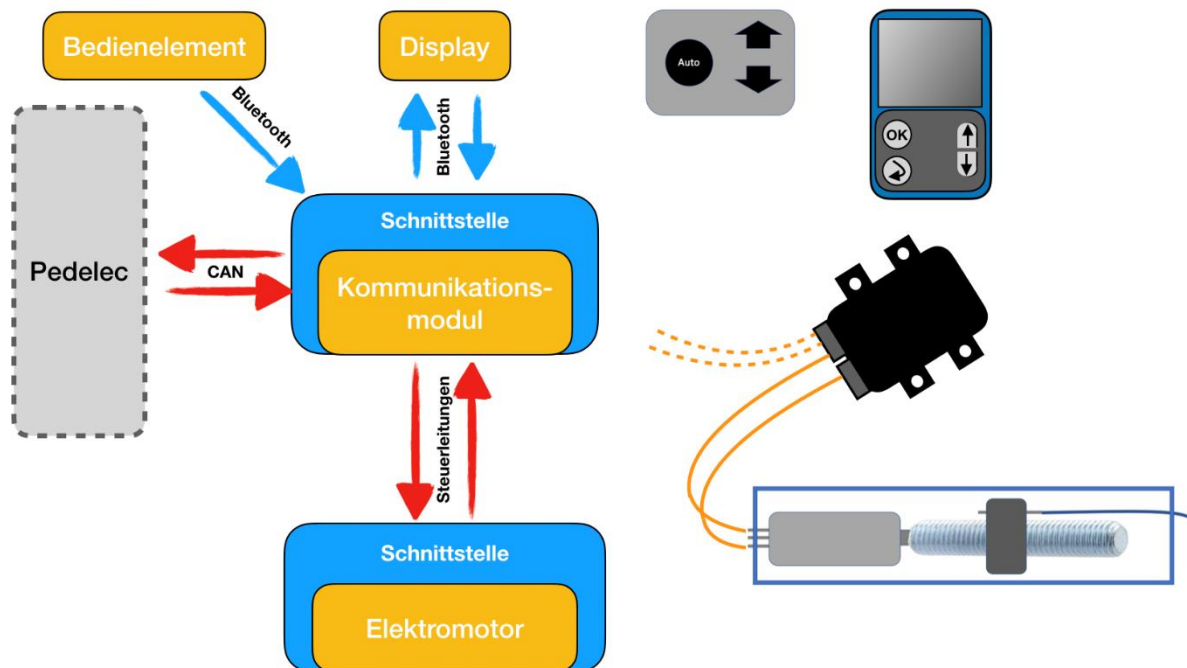 Bedienelement
Display
Auto
Bluetooth
Bluetooth
OK
Schnittstelle
Pedelec
CAN
Kommunikations-
modul
Steuerleitungen
Schnittstelle
Elektromotor